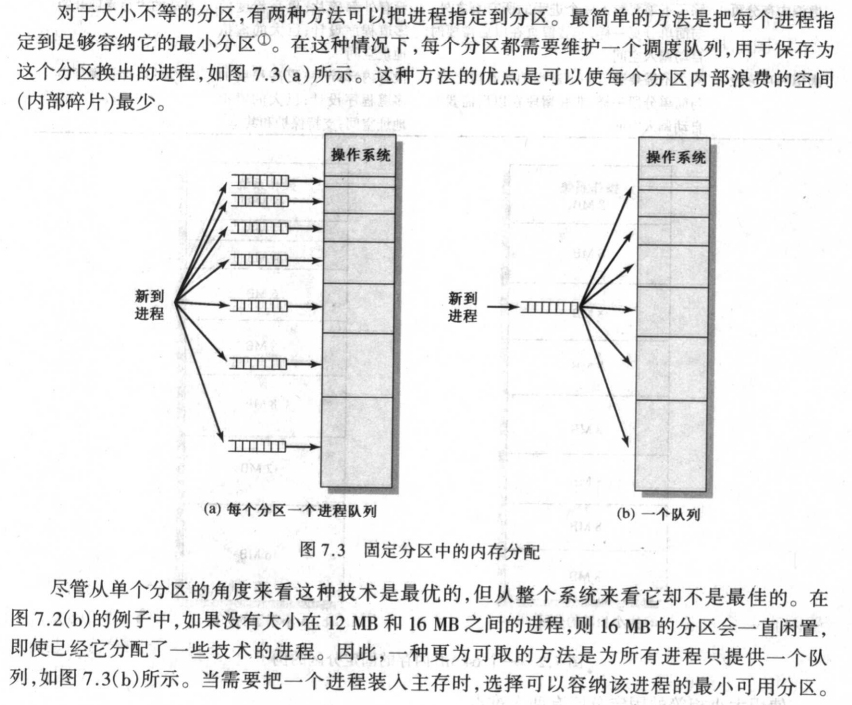 对于大小不等的分区,有两种方法可以把进程指定到分区。最简单的方法是把每个进程指
定到足够容纳它的最小分区①。在这种情况下,每个分区都需要维护一个调度队列,用于保存为
这个分区换出的进程,如图 7.3(a)所示。这种方法的优点是可以使每个分区内部浪费的空间
(内部碎片)最少。
操作系统
新到
进程
(a) 每个分区一个进程队列
操作系统
新到
进程
(b) 一个队列
图 7.3 固定分区中的内存分配
尽管从单个分区的角度来看这种技术是最优的,但从整个系统来看它却不是最佳的。在
图 7.2(b)的例子中,如果没有大小在 12 MB 和 16 MB 之间的进程,则 16 MB 的分区会一直闲置,
即使已经它分配了一些技术的进程。因此,一种更为可取的方法是为所有进程只提供一个队
列,如图 7.3(b)所示。当需要把一个进程装入主存时,选择可以容纳该进程的最小可用分区。